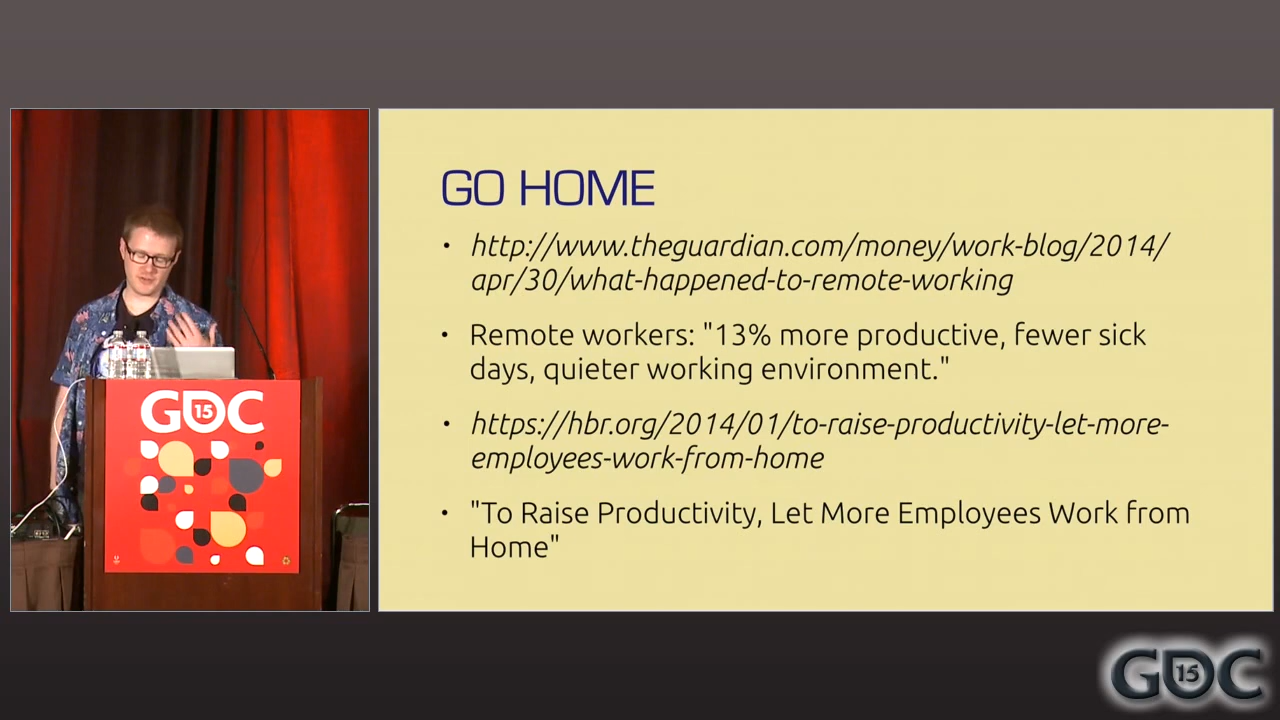 GO HOME
• http://www.theguardian.com/money/work-blog/2014/
apr/30/what-happened-to-remote-working
• Remote workers: "13% more productive, fewer sick
days, quieter working environment."
• https://hbr.org/2014/01/to-raise-productivity-let-more-
employees-work-from-home
• "To Raise Productivity, Let More Employees Work from
Home"
GDC
15
GDC
15